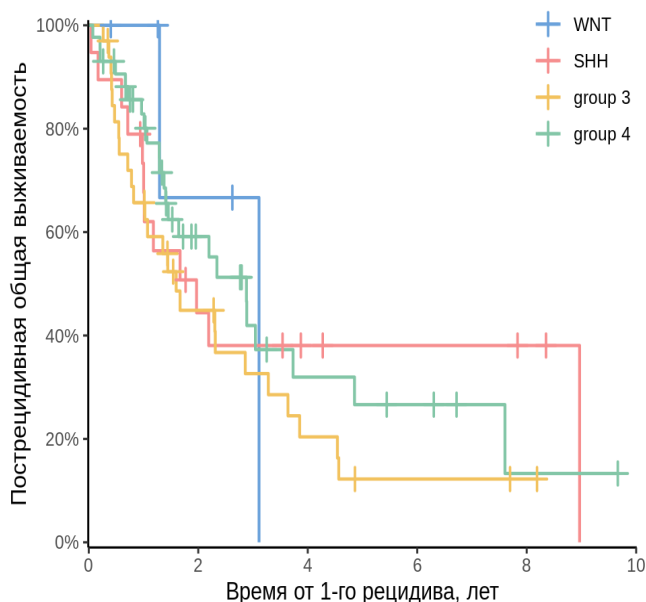 100%
80%
60%
40%
20%
0%
0 2 4 6 8 10
Пострецидивная общая выживаемость
Время от 1-го рецидива, лет
WNT
SHH
group 3
group 4